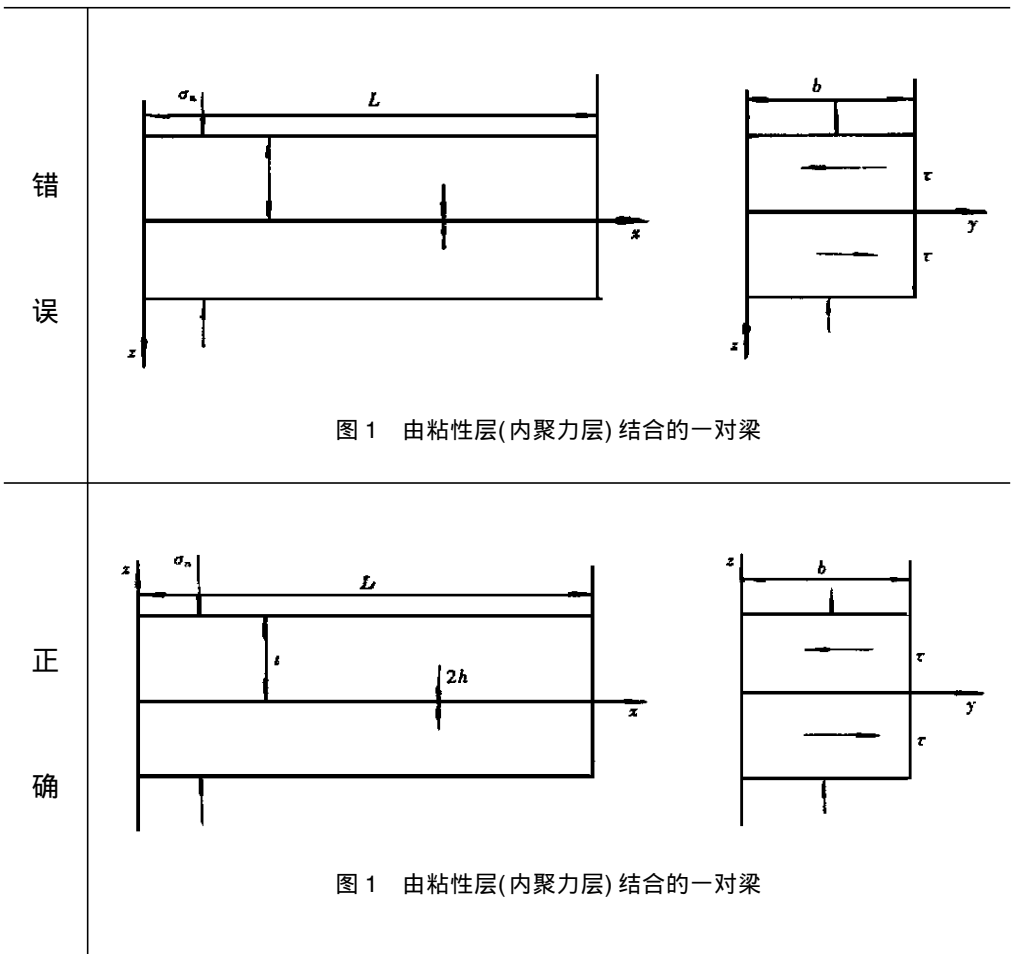 错
误
σₙ
L
x
z
b
τ
y
τ
z
图 1 由粘性层(内聚力层) 结合的一对梁
正
确
z
σₙ
L
t
2h
x
z
b
τ
y
τ
图 1 由粘性层(内聚力层) 结合的一对梁